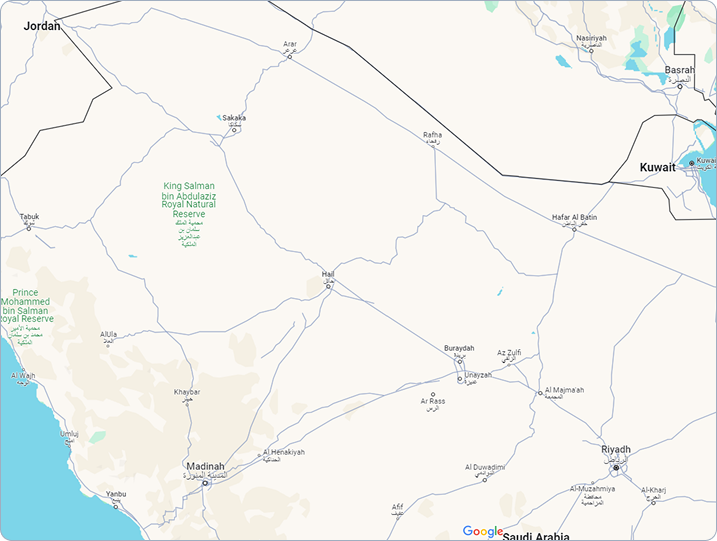 Jordan
Arar
عرعر
Nasiriyah
الناصرية
Basrah
البصرة
Sakaka
سكاكا
Rafha
رفحاء
Kuwait
Kuwa
King Salman
bin Abdulaziz
Royal Natural
Reserve
محمية الملك
سلمان بن
عبدالعزيز
الملكية
Tabuk
تبوك
Hafar Al Batin
حفر الباطن
Hail
حائل
Prince
Mohammed
bin Salman
Royal Reserve
محمية الأمير
محمد بن سلمان
الملكية
AlUla
العلا
Buraydah
بريدة
Az Zulfi
الزلفي
Unayzah
عنيزة
Al Wajh
الوجه
Khaybar
خيبر
Ar Rass
الرس
Al Majma'ah
المجمعة
Umluj
املج
Al Henakiyah
الحناكية
Riyadh
الرياض
Madinah
المدينة المنورة
Al Duwadimi
الدوادمي
Yanbu
ينبع
Al-Muzahmiya
محافظة
المزاحمية
Al-Kharj
الخرج
Afif
عفيف
Google
Saudi Arabia